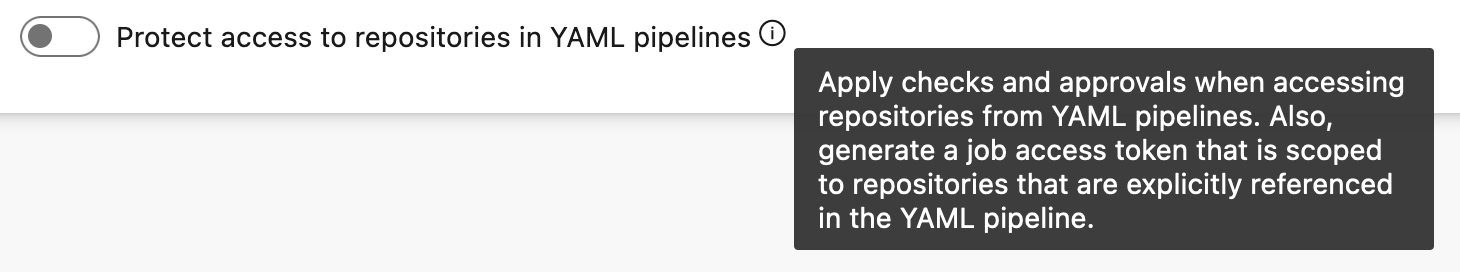 Protect access to repositories in YAML pipelines
Apply checks and approvals when accessing
repositories from YAML pipelines. Also,
generate a job access token that is scoped
to repositories that are explicitly referenced
in the YAML pipeline.